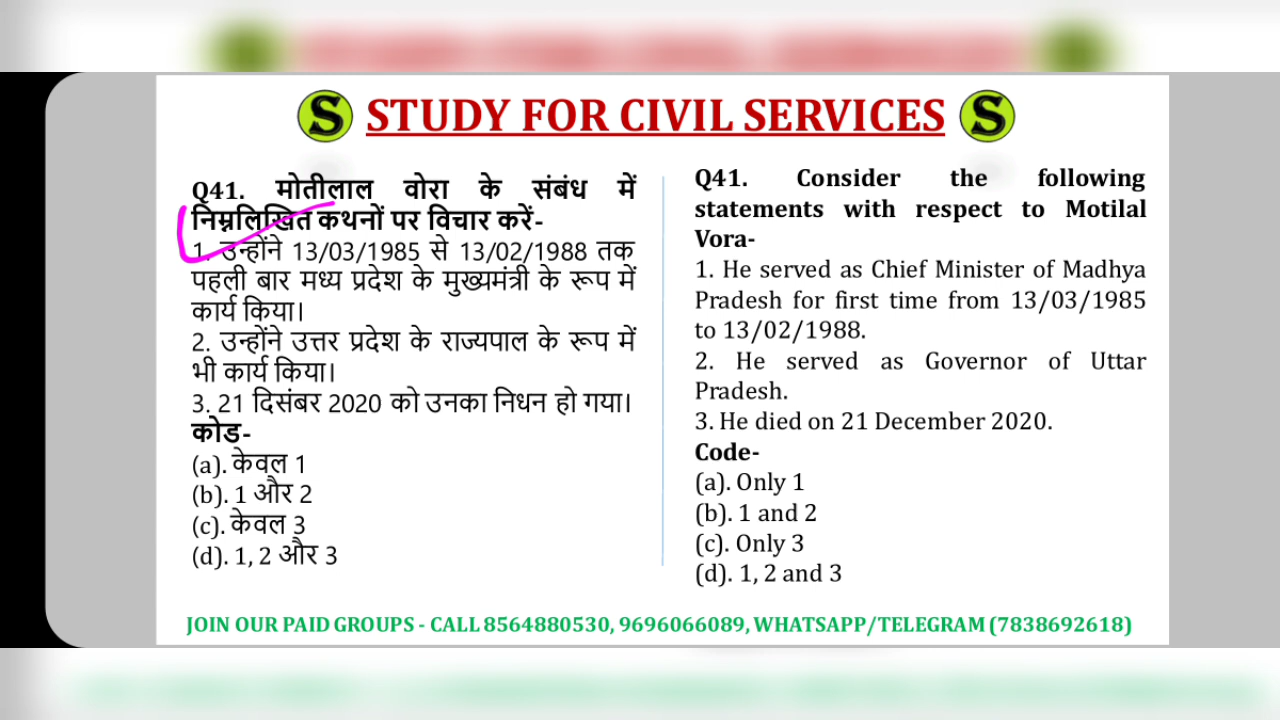 S STUDY FOR CIVIL SERVICES S
Q41. मोतीलाल वोरा के संबंध में
निम्नलिखित कथनों पर विचार करें-
1. उन्होंने 13/03/1985 से 13/02/1988 तक
पहली बार मध्य प्रदेश के मुख्यमंत्री के रूप में
कार्य किया।
2. उन्होंने उत्तर प्रदेश के राज्यपाल के रूप में
भी कार्य किया।
3. 21 दिसंबर 2020 को उनका निधन हो गया।
कोड-
(a). केवल 1
(b). 1 और 2
(c). केवल 3
(d). 1, 2 और 3
Q41. Consider the following
statements with respect to Motilal
Vora-
1. He served as Chief Minister of Madhya
Pradesh for first time from 13/03/1985
to 13/02/1988.
2. He served as Governor of Uttar
Pradesh.
3. He died on 21 December 2020.
Code-
(a). Only 1
(b). 1 and 2
(c). Only 3
(d). 1, 2 and 3
JOIN OUR PAID GROUPS - CALL 8564880530, 9696066089, WHATSAPP/TELEGRAM (7838692618)